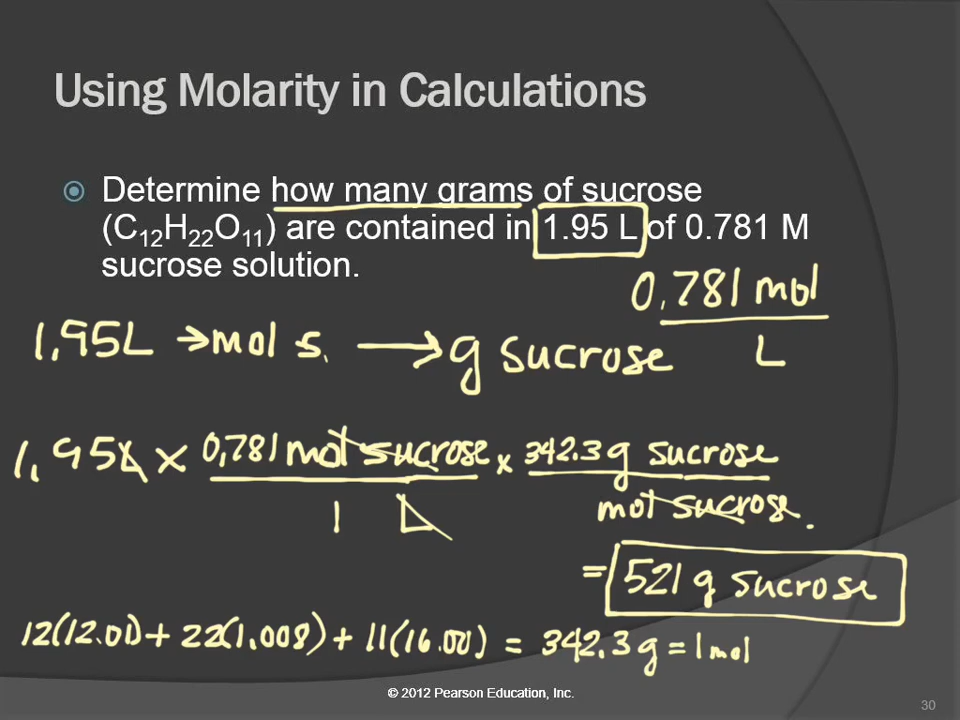 Using Molarity in Calculations
Determine how many grams of sucrose
(C₁₂H₂₂O₁₁) are contained in 1.95 L of 0.781 M
sucrose solution.
0.781 mol
L
1.95L → mol s. → g sucrose
1.95L × 0.781 mol sucrose × 342.3 g sucrose
1 L mol sucrose.
= 521 g sucrose
12(12.01) + 22(1.008) + 11(16.00) = 342.3 g = 1 mol
© 2012 Pearson Education, Inc.
30